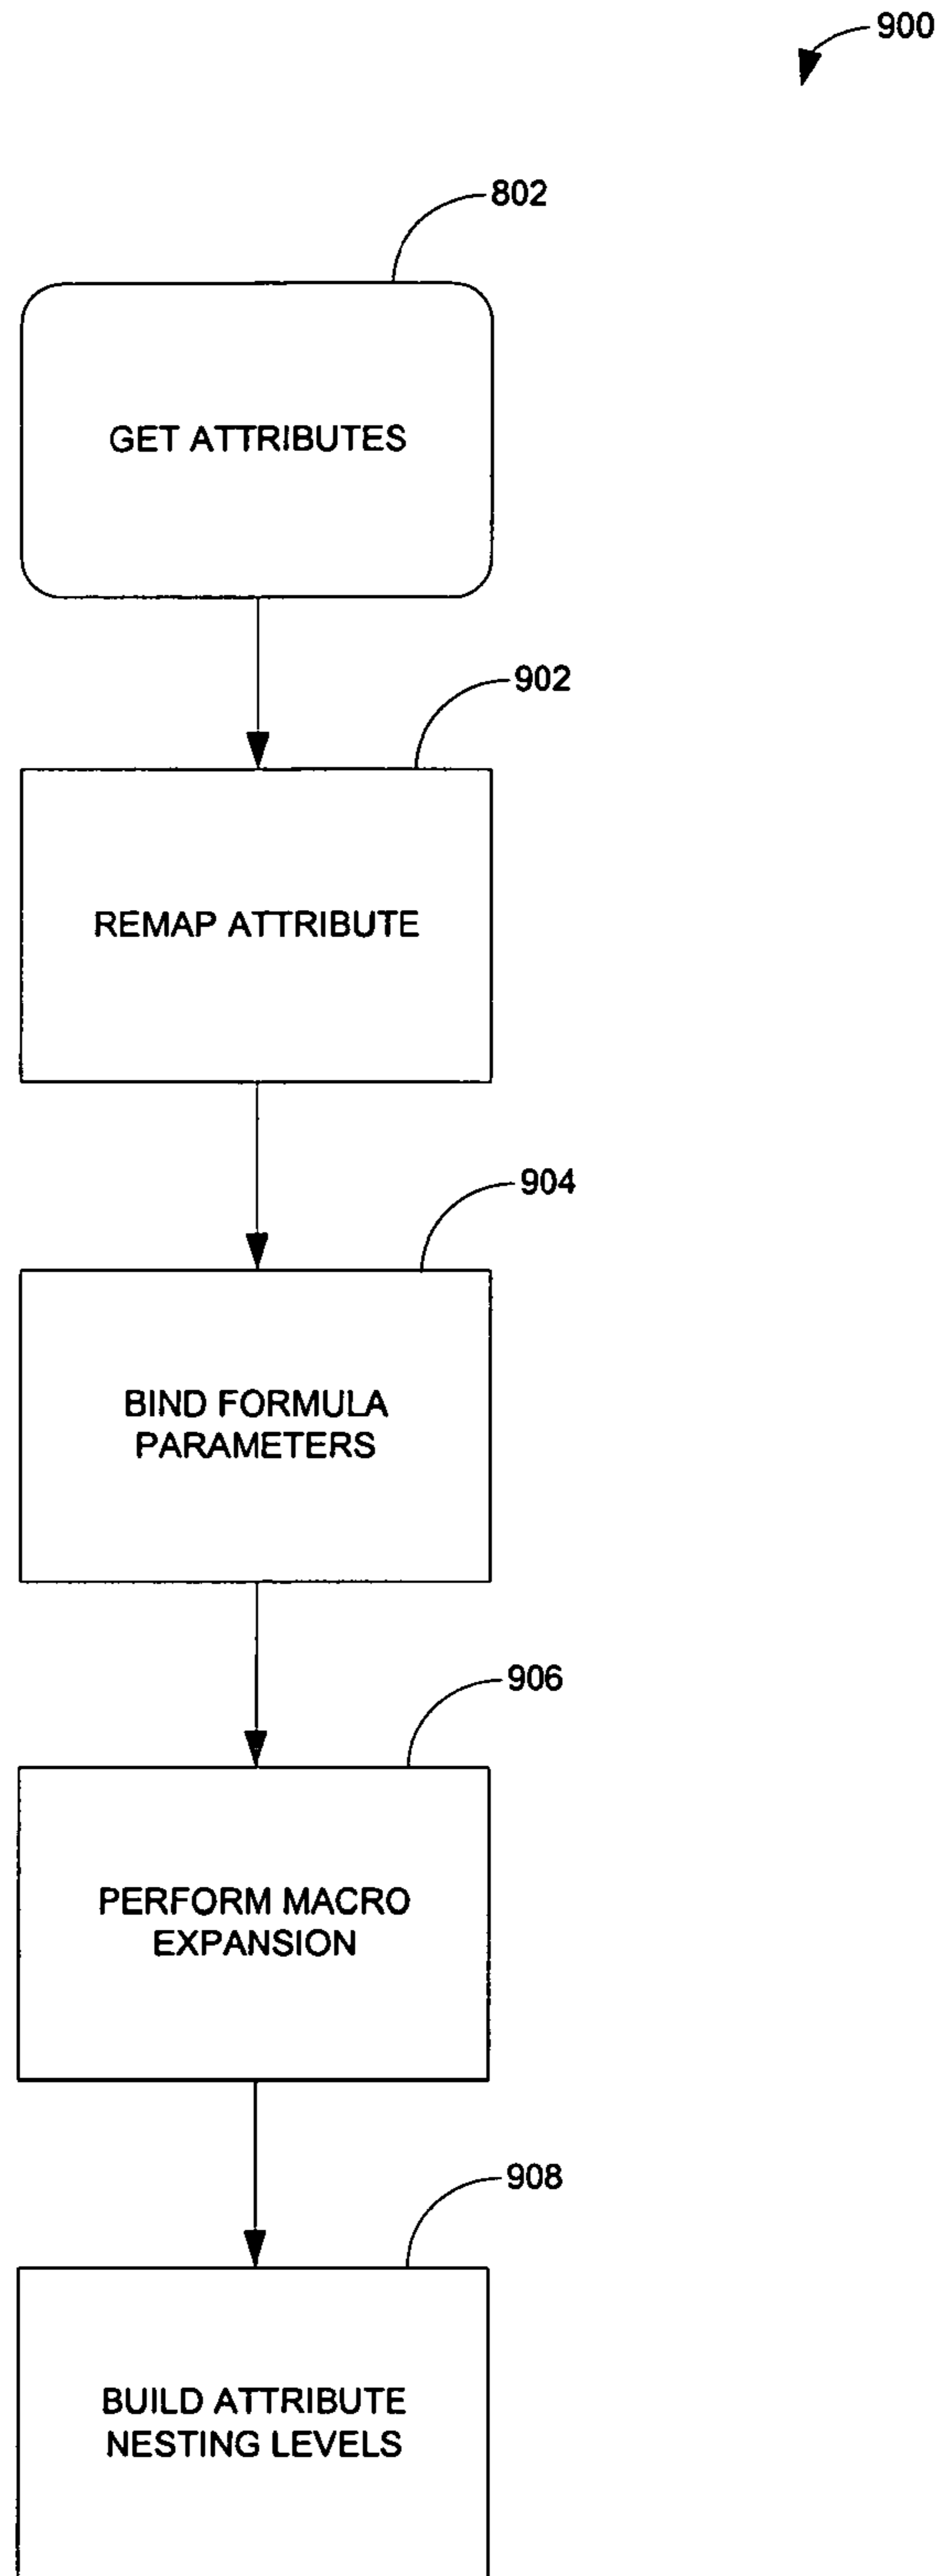 900
802
GET ATTRIBUTES
902
REMAP ATTRIBUTE
904
BIND FORMULA
PARAMETERS
906
PERFORM MACRO
EXPANSION
908
BUILD ATTRIBUTE
NESTING LEVELS